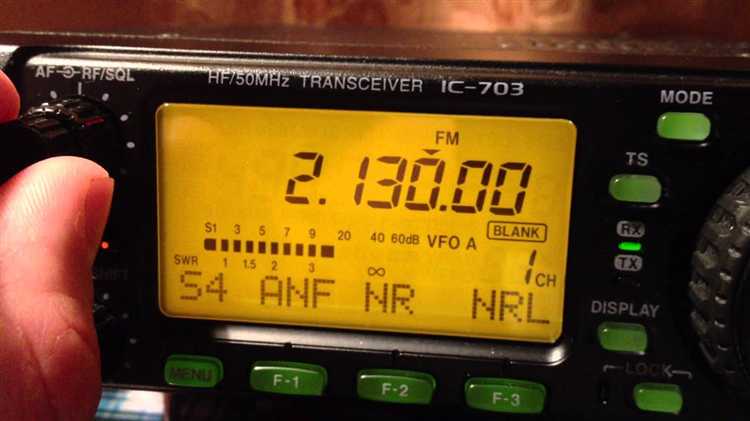 AF RF/SQL
HF/50MHz TRANSCEIVER IC-703
MODE
FM
2.130.00
TS
S1 3 5 7 9 20 40 60dB VFO A BLANK
RX
SWR 1 1.5 2 3 ∞ 1 CH
TX
S4 ANF NR NRL
DISPLAY
MENU F-1 F-2 F-3
LOCK